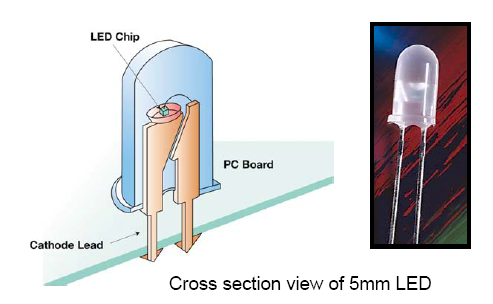 LED Chip
PC Board
Cathode Lead
Cross section view of 5mm LED